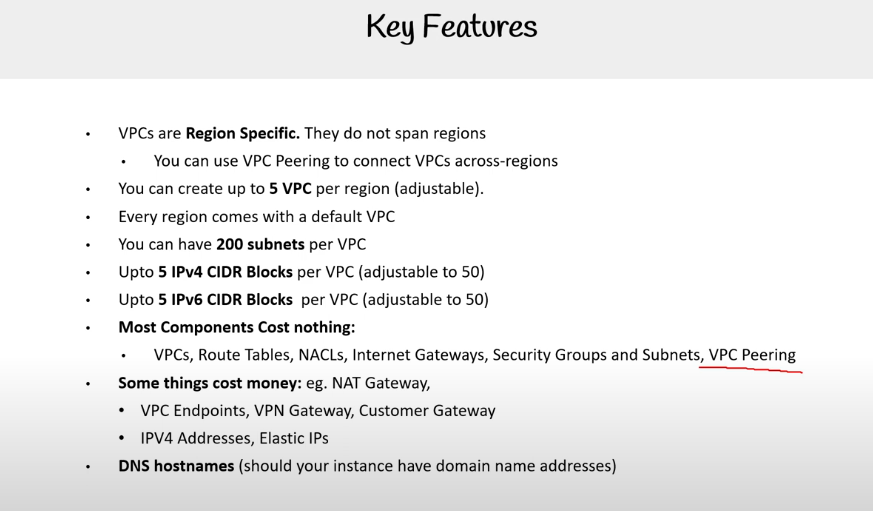 Key Features
• VPCs are Region Specific. They do not span regions
• You can use VPC Peering to connect VPCs across-regions
• You can create up to 5 VPC per region (adjustable).
• Every region comes with a default VPC
• You can have 200 subnets per VPC
• Upto 5 IPv4 CIDR Blocks per VPC (adjustable to 50)
• Upto 5 IPv6 CIDR Blocks per VPC (adjustable to 50)
• Most Components Cost nothing:
• VPCs, Route Tables, NACLs, Internet Gateways, Security Groups and Subnets, VPC Peering
• Some things cost money: eg. NAT Gateway,
• VPC Endpoints, VPN Gateway, Customer Gateway
• IPV4 Addresses, Elastic IPs
• DNS hostnames (should your instance have domain name addresses)